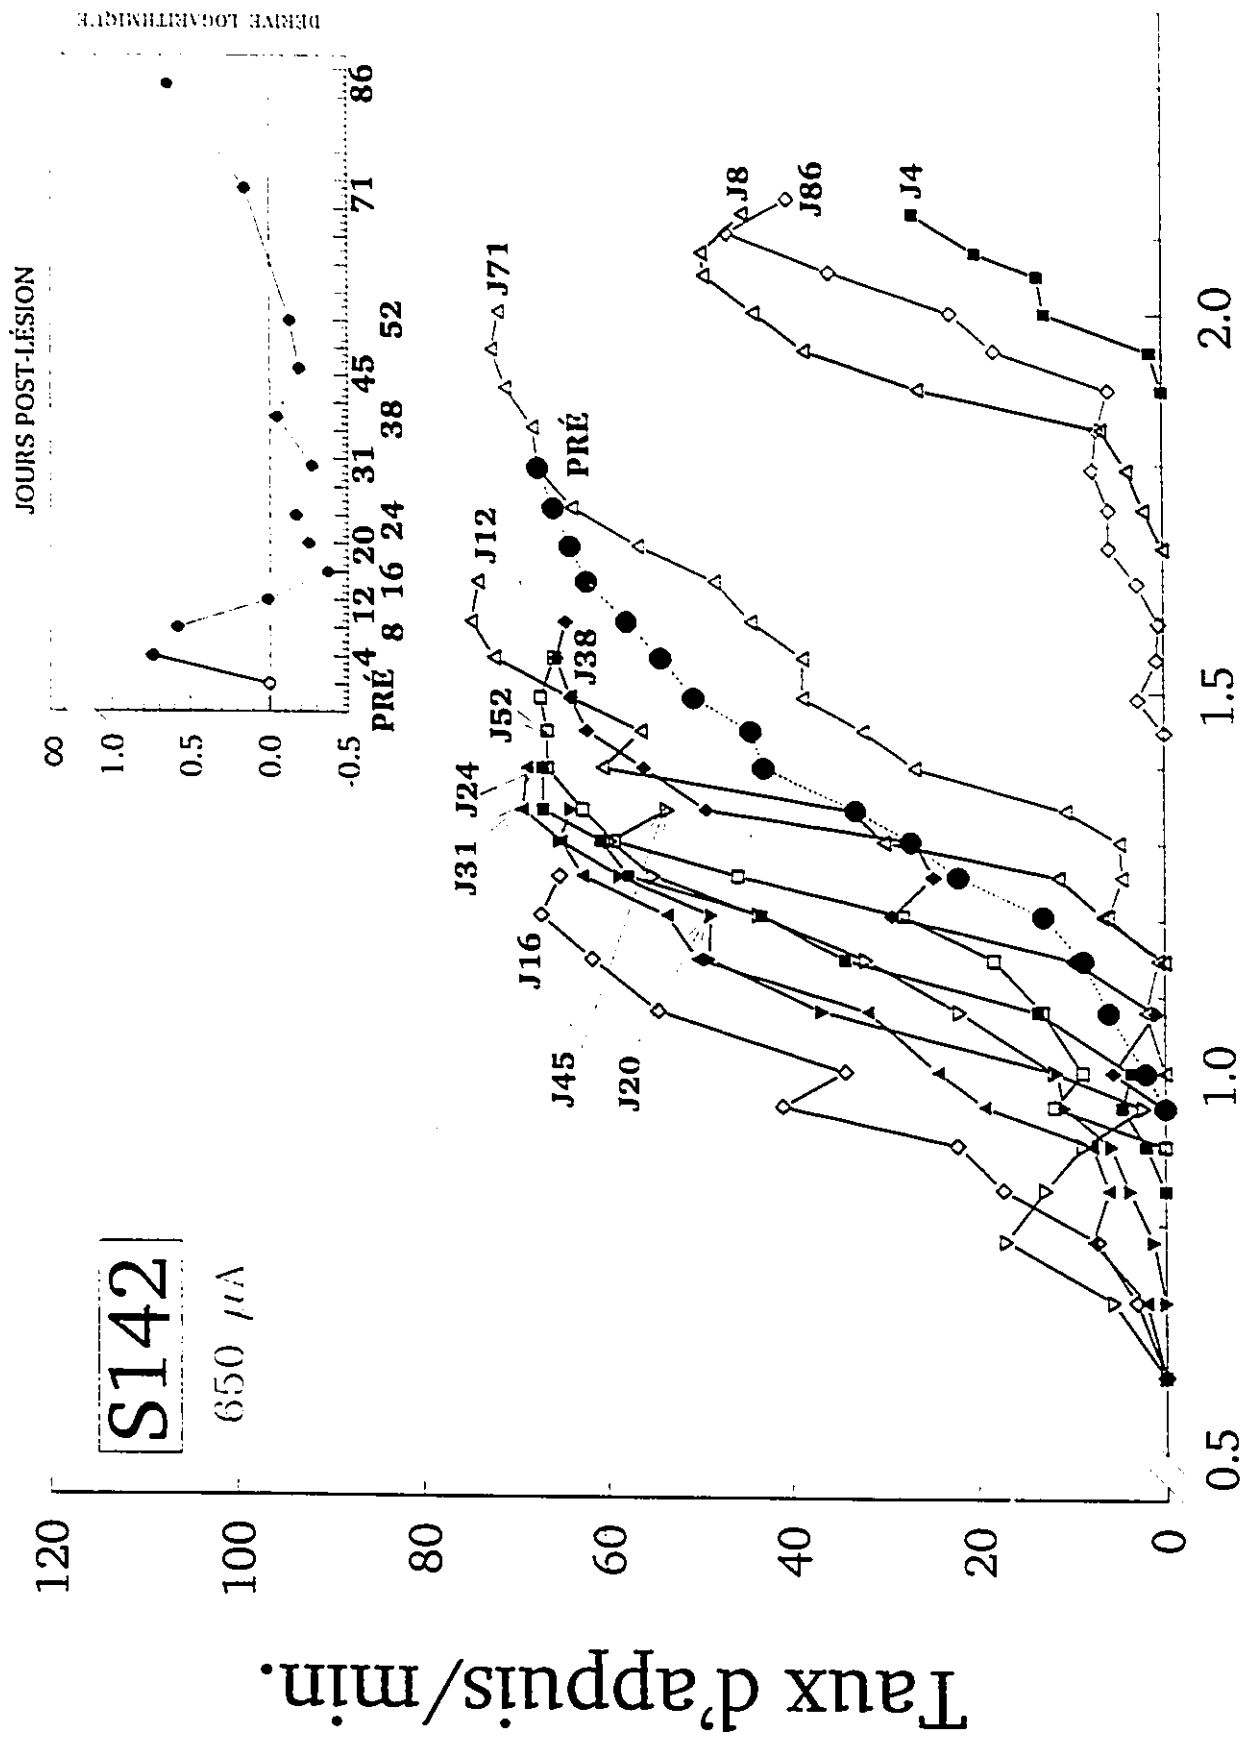 S142
650 µA
Taux d'appuis/min.
120
100
80
60
40
20
0
0.5
1.0
1.5
2.0
J16
J45
J20
J31
J24
J52
J38
J12
PRÉ
J71
J8
J86
J4
JOURS POST-LÉSION
DÉRIVE LOGARITHMIQUE
∞
1.0
0.5
0.0
-0.5
PRÉ 4 8 12 16 20 24 31 38 45 52 71 86